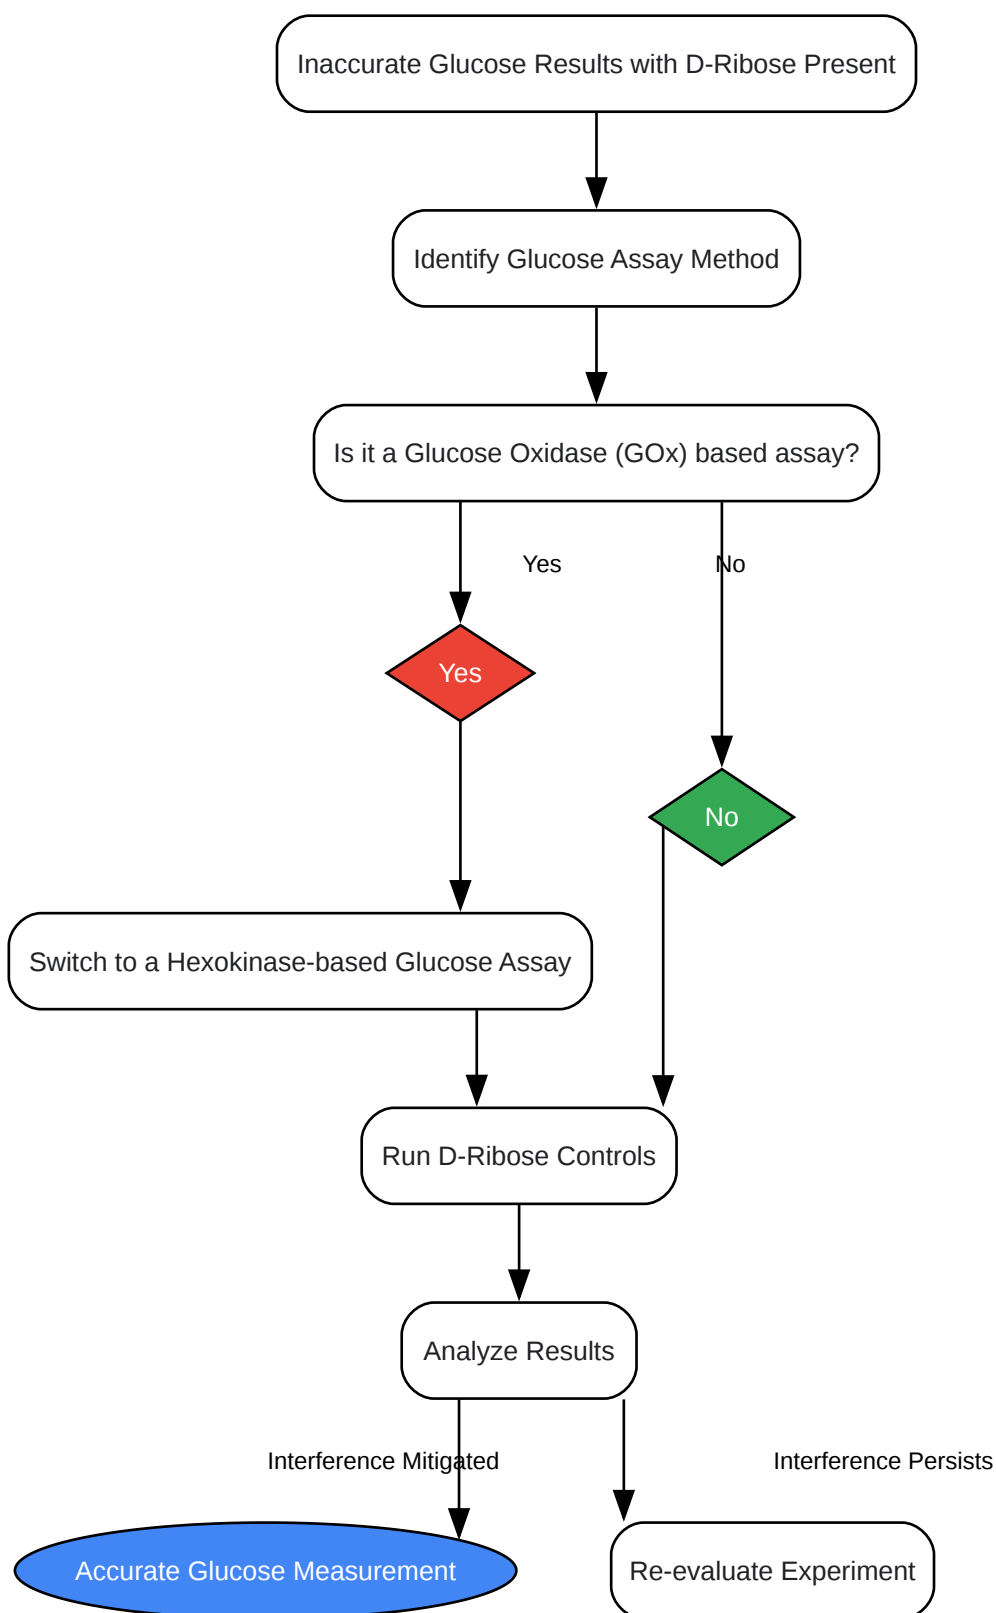 Inaccurate Glucose Results with D-Ribose Present
Identify Glucose Assay Method
Is it a Glucose Oxidase (GOx) based assay?
Yes
No
Yes
No
Switch to a Hexokinase-based Glucose Assay
Run D-Ribose Controls
Analyze Results
Interference Mitigated
Interference Persists
Accurate Glucose Measurement
Re-evaluate Experiment